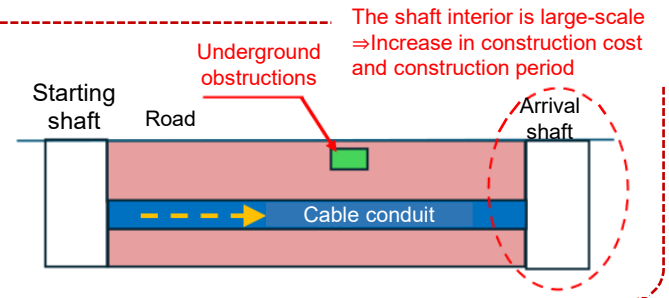 The shaft interior is large-scale
⇒Increase in construction cost
and construction period
Underground
obstructions
Starting
shaft
Road
Arrival
shaft
Cable conduit